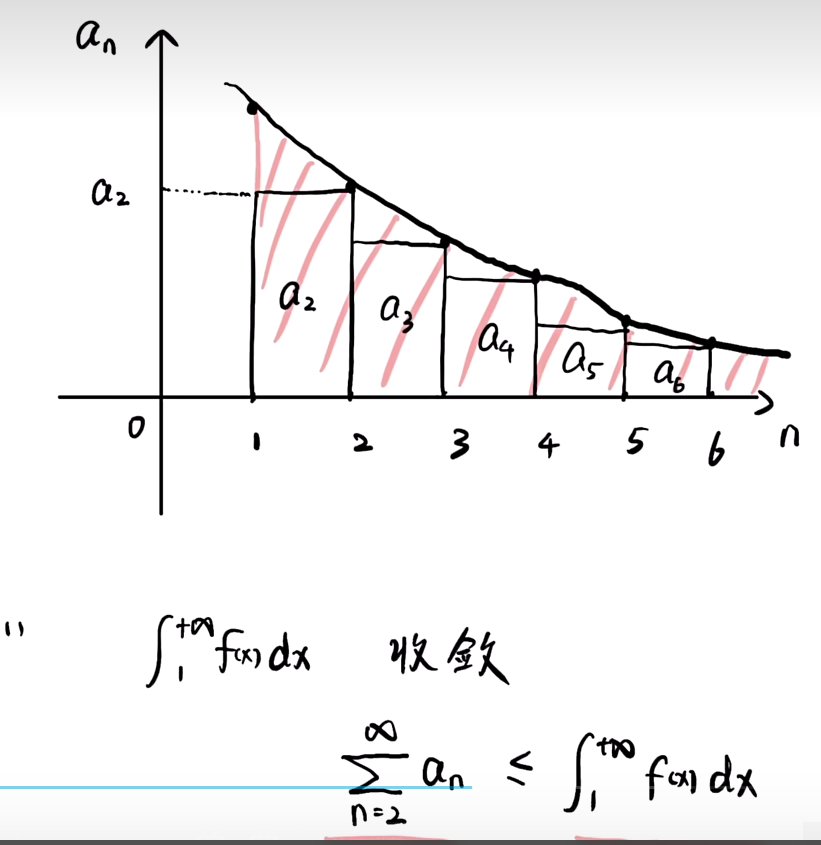 aₙ
a₂
a₂ a₃ a₄ a₅ a₆
0 1 2 3 4 5 6 n
" ∫₁^{+∞} f(x) dx 收敛
∑_{n=2}^{∞} aₙ ≤ ∫₁^{+∞} f(x) dx